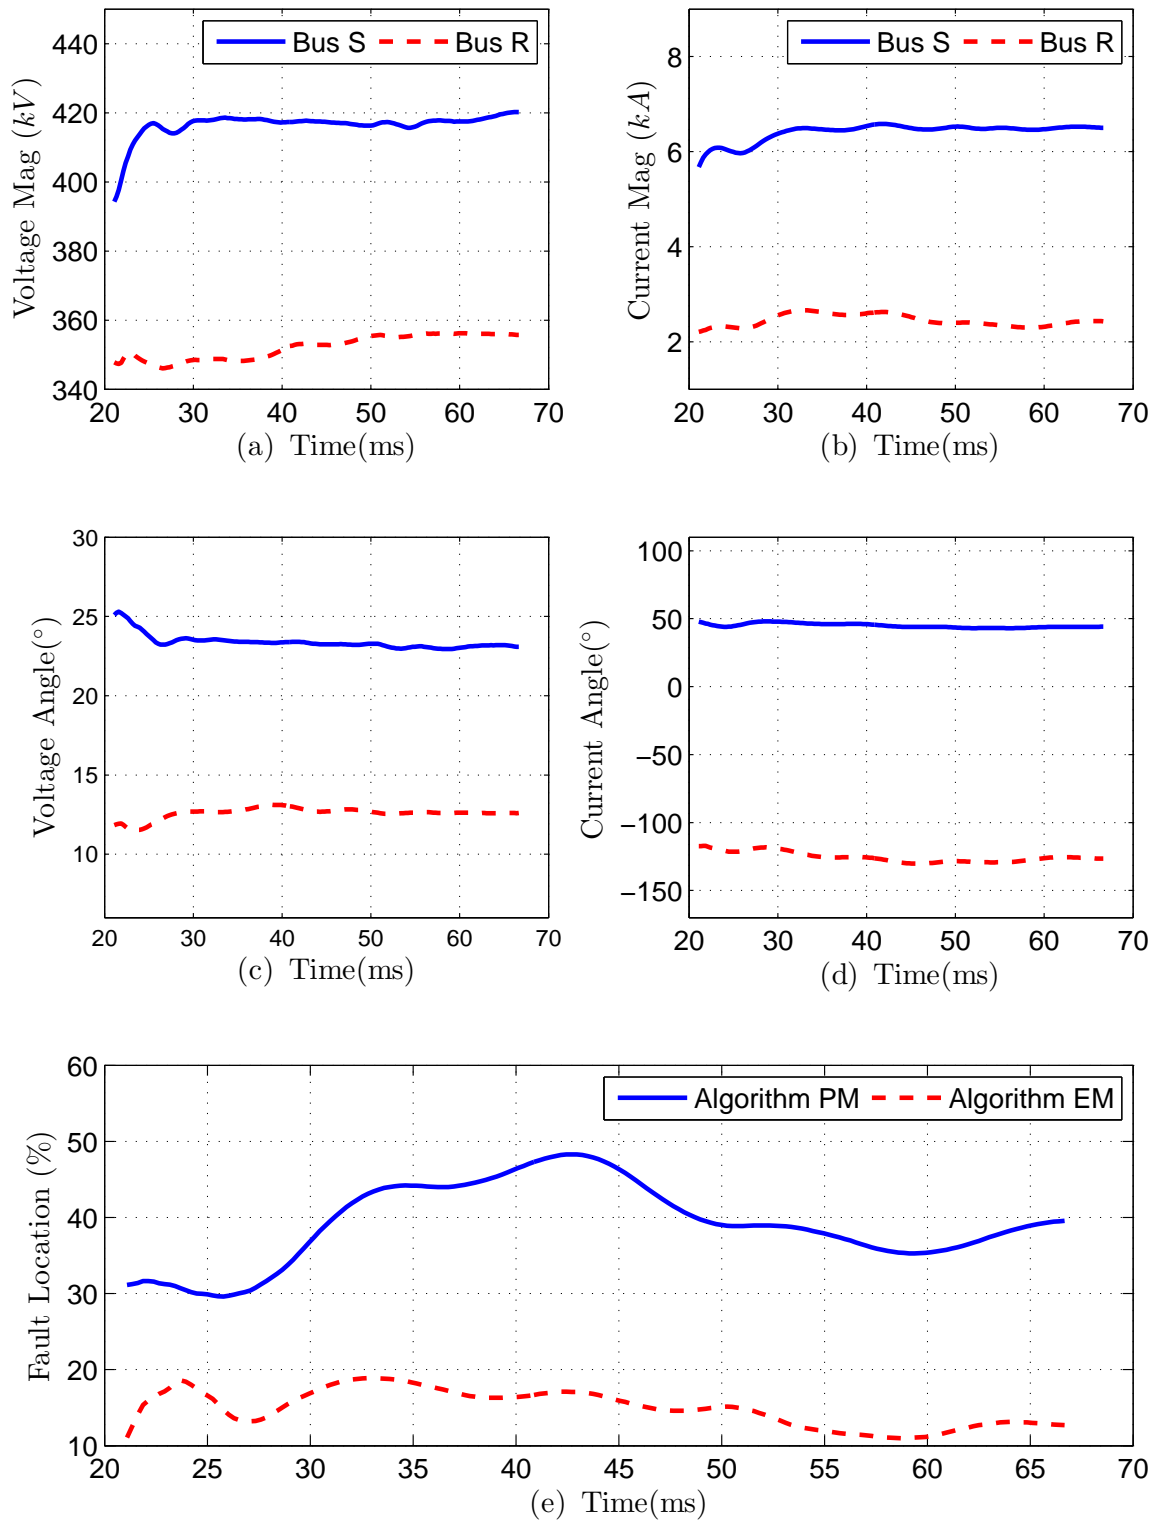 Voltage Mag (kV)
440
420
400
380
360
340
Bus S Bus R
20 30 40 50 60 70
(a) Time(ms)
Current Mag (kA)
8
6
4
2
Bus S Bus R
20 30 40 50 60 70
(b) Time(ms)
Voltage Angle(°)
30
25
20
15
10
20 30 40 50 60 70
(c) Time(ms)
Current Angle(°)
100
50
0
−50
−100
−150
20 30 40 50 60 70
(d) Time(ms)
Fault Location (%)
60
50
40
30
20
10
Algorithm PM Algorithm EM
20 25 30 35 40 45 50 55 60 65 70
(e) Time(ms)